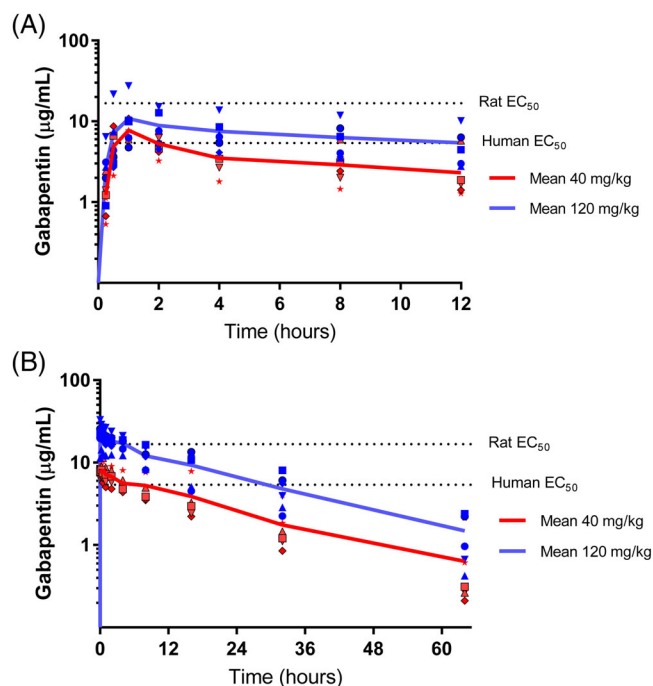 (A)
100
10
1
Gabapentin (μg/mL)
0 2 4 6 8 10 12
Time (hours)
Rat EC50
Human EC50
Mean 40 mg/kg
Mean 120 mg/kg
(B)
100
10
1
Gabapentin (μg/mL)
0 12 24 36 48 60
Time (hours)
Rat EC50
Human EC50
Mean 40 mg/kg
Mean 120 mg/kg